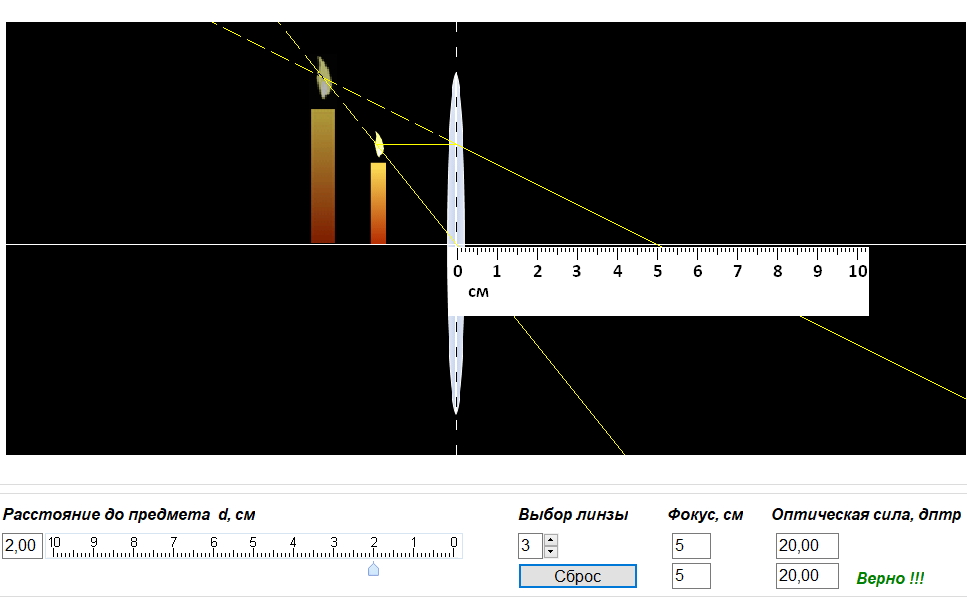 0 1 2 3 4 5 6 7 8 9 10
см
Расстояние до предмета d, см
Выбор линзы
Фокус, см
Оптическая сила, дптр
2,00
10 9 8 7 6 5 4 3 2 1 0
3
5
20,00
Сброс
5
20,00
Верно !!!